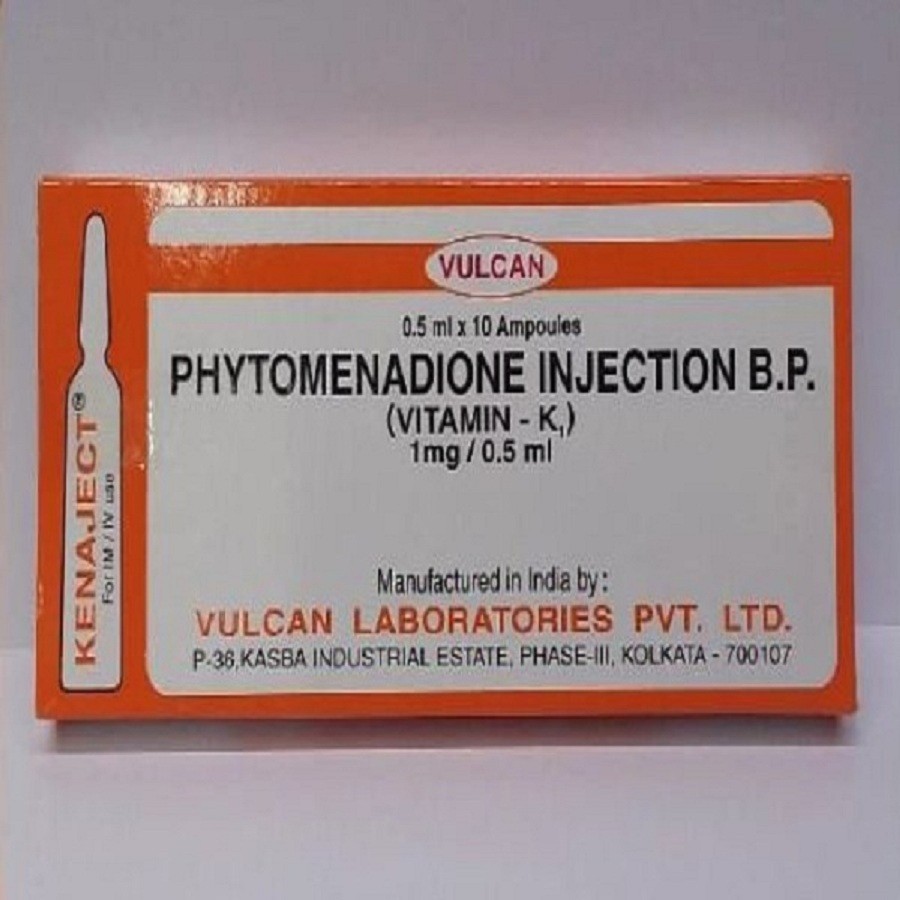 VULCAN
0.5 ml x 10 Ampoules
PHYTOMENADIONE INJECTION B.P.
(VITAMIN - K₁)
1mg / 0.5 ml
KENAJECT®
For IM / IV use
Manufactured in India by :
VULCAN LABORATORIES PVT. LTD.
P-36,KASBA INDUSTRIAL ESTATE, PHASE-III, KOLKATA - 700107